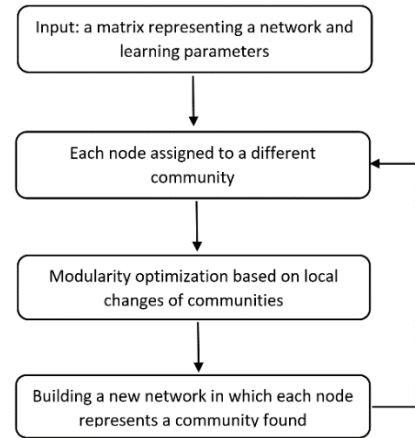 Input: a matrix representing a network and
learning parameters
Each node assigned to a different
community
Modularity optimization based on local
changes of communities
Building a new network in which each node
represents a community found